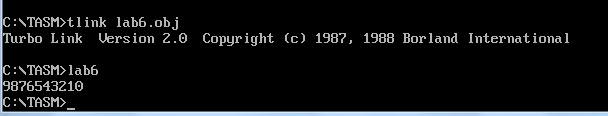 C:\TASM>tlink lab6.obj
Turbo Link  Version 2.0  Copyright (c) 1987, 1988 Borland International
C:\TASM>lab6
9876543210
C:\TASM>_